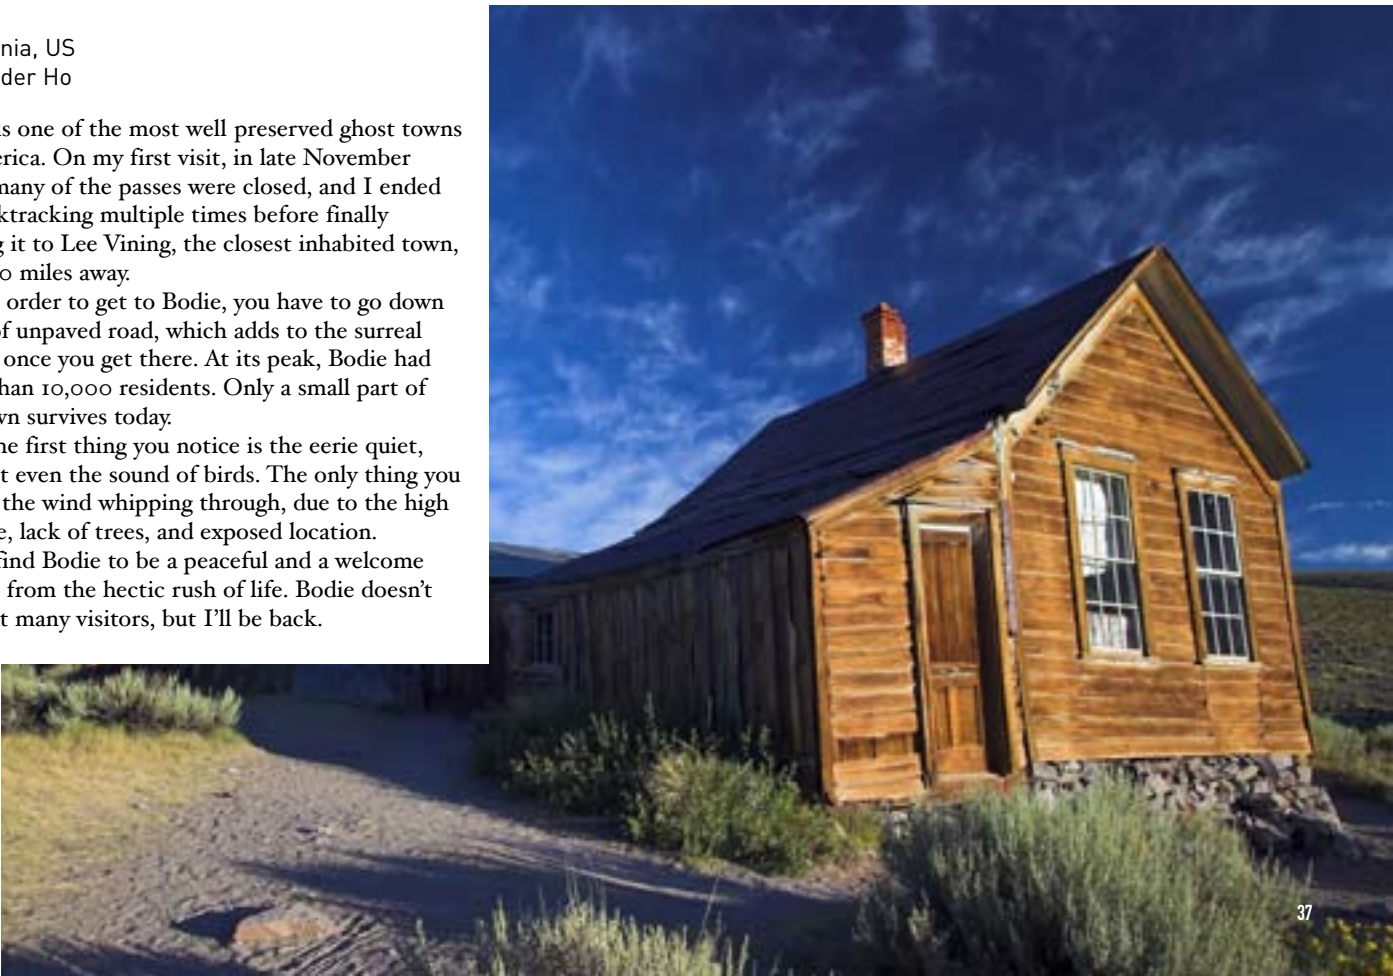 nia, US
der Ho
is one of the most well preserved ghost towns
erica. On my first visit, in late November
many of the passes were closed, and I ended
ktracking multiple times before finally
g it to Lee Vining, the closest inhabited town,
0 miles away.
order to get to Bodie, you have to go down
of unpaved road, which adds to the surreal
once you get there. At its peak, Bodie had
han 10,000 residents. Only a small part of
wn survives today.
he first thing you notice is the eerie quiet,
t even the sound of birds. The only thing you
the wind whipping through, due to the high
e, lack of trees, and exposed location.
find Bodie to be a peaceful and a welcome
from the hectic rush of life. Bodie doesn’t
t many visitors, but I’ll be back.
37